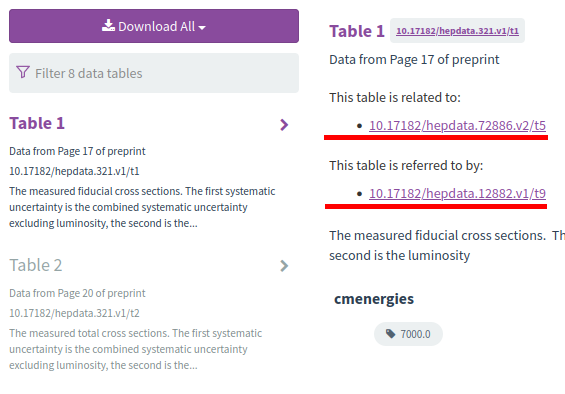 Download All
Filter 8 data tables
Table 1
Data from Page 17 of preprint
10.17182/hepdata.321.v1/t1
The measured fiducial cross sections. The first systematic
uncertainty is the combined systematic uncertainty
excluding luminosity, the second is the...
Table 2
Data from Page 20 of preprint
10.17182/hepdata.321.v1/t2
The measured total cross sections. The first systematic
uncertainty is the combined systematic uncertainty
excluding luminosity, the second is the...
Table 1 10.17182/hepdata.321.v1/t1
Data from Page 17 of preprint
This table is related to:
• 10.17182/hepdata.72886.v2/t5
This table is referred to by:
• 10.17182/hepdata.12882.v1/t9
The measured fiducial cross sections. Th
second is the luminosity
cmenergies
7000.0